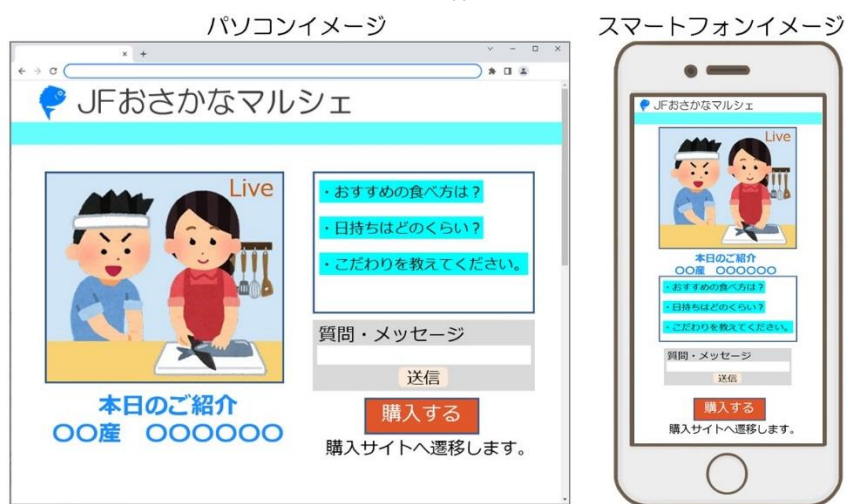 パソコンイメージ
JFおさかなマルシェ
Live
・おすすめの食べ方は？
・日持ちはどのくらい？
・こだわりを教えてください。
質問・メッセージ
送信
本日のご紹介
〇〇産　〇〇〇〇〇〇
購入する
購入サイトへ遷移します。
スマートフォンイメージ
JFおさかなマルシェ
Live
本日のご紹介
〇〇産　〇〇〇〇〇〇
・おすすめの食べ方は？
・日持ちはどのくらい？
・こだわりを教えてください。
質問・メッセージ
送信
購入する
購入サイトへ遷移します。